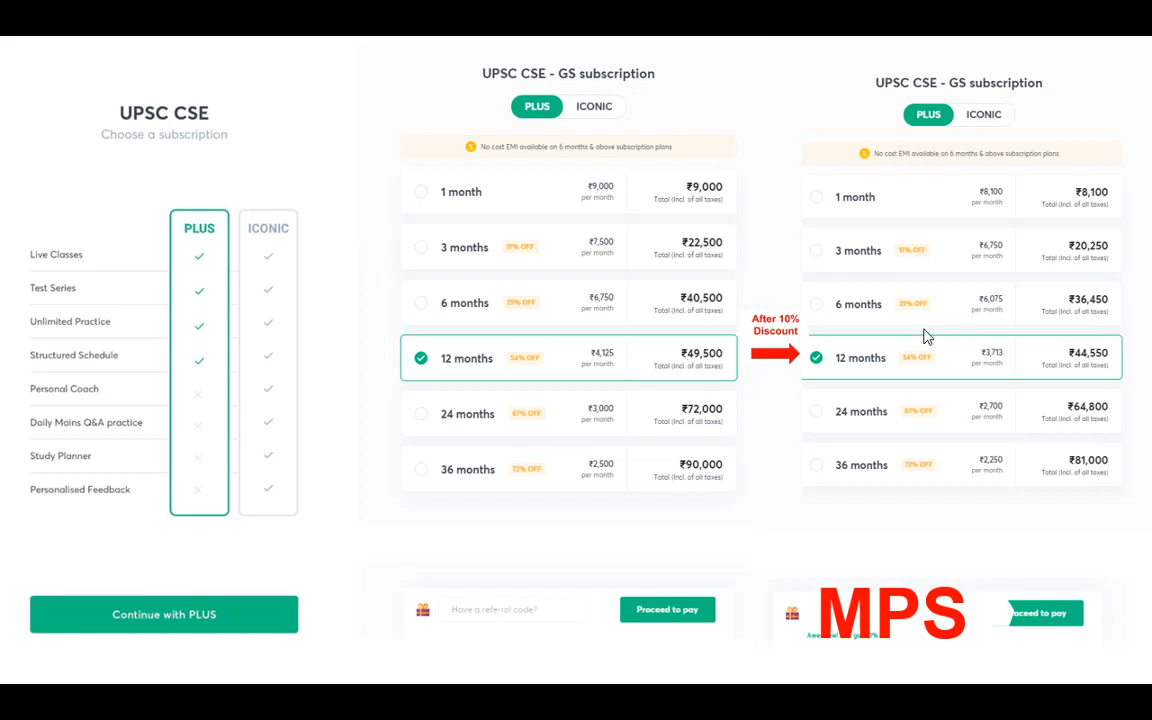 UPSC CSE
Choose a subscription
PLUS ICONIC
Live Classes
Test Series
Unlimited Practice
Structured Schedule
Personal Coach
Daily Mains Q&A practice
Study Planner
Personalised Feedback
Continue with PLUS
UPSC CSE - GS subscription
PLUS ICONIC
No cost EMI available on 6 months & above subscription plans
1 month ₹9,000 ₹9,000
per month Total (Incl. of all taxes)
3 months 17% OFF ₹7,500 ₹22,500
per month Total (Incl. of all taxes)
6 months 25% OFF ₹6,750 ₹40,500
per month Total (Incl. of all taxes)
12 months 54% OFF ₹4,125 ₹49,500
per month Total (Incl. of all taxes)
24 months 67% OFF ₹3,000 ₹72,000
per month Total (Incl. of all taxes)
36 months 72% OFF ₹2,500 ₹90,000
per month Total (Incl. of all taxes)
Have a referral code? Proceed to pay
After 10%
Discount
UPSC CSE - GS subscription
PLUS ICONIC
No cost EMI available on 6 months & above subscription plans
1 month ₹8,100 ₹8,100
per month Total (Incl. of all taxes)
3 months 17% OFF ₹6,750 ₹20,250
per month Total (Incl. of all taxes)
6 months 25% OFF ₹6,075 ₹36,450
per month Total (Incl. of all taxes)
12 months 54% OFF ₹3,713 ₹44,550
per month Total (Incl. of all taxes)
24 months 67% OFF ₹2,700 ₹64,800
per month Total (Incl. of all taxes)
36 months 72% OFF ₹2,250 ₹81,000
per month Total (Incl. of all taxes)
MPS oceed to pay